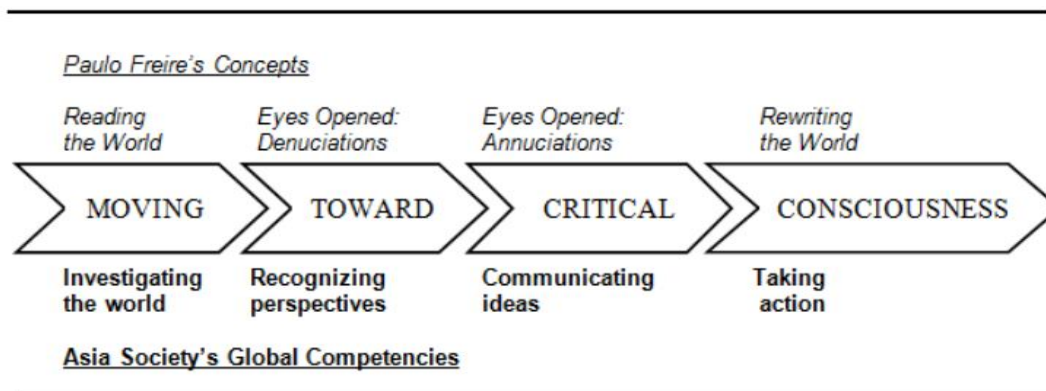 Paulo Freire's Concepts
Reading Eyes Opened: Eyes Opened: Rewriting
the World Denuciations Annuciations the World
MOVING TOWARD CRITICAL CONSCIOUSNESS
Investigating Recognizing Communicating Taking
the world perspectives ideas action
Asia Society's Global Competencies